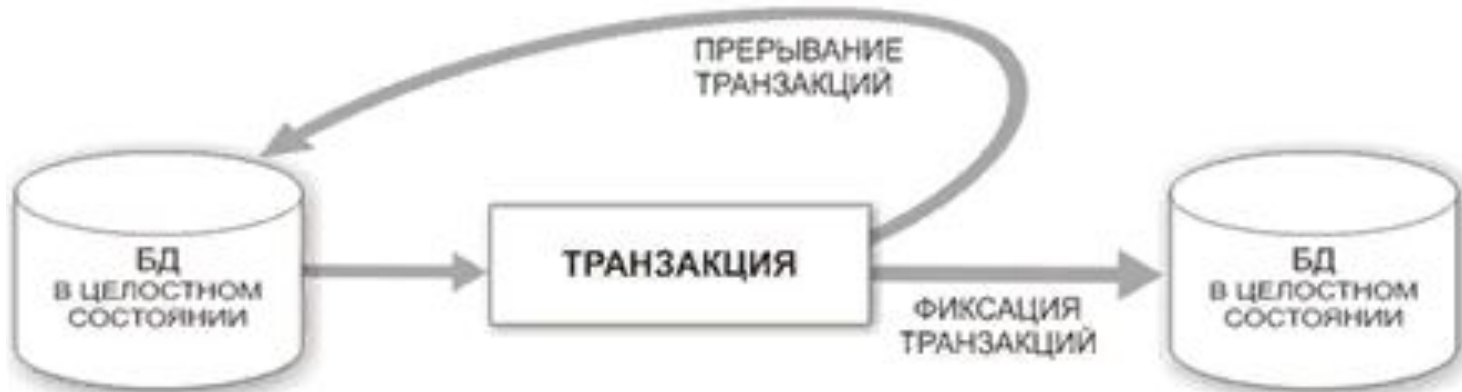 ПРЕРЫВАНИЕ
ТРАНЗАКЦИЙ
БД
В ЦЕЛОСТНОМ
СОСТОЯНИИ
ТРАНЗАКЦИЯ
ФИКСАЦИЯ
ТРАНЗАКЦИЙ
БД
В ЦЕЛОСТНОМ
СОСТОЯНИИ